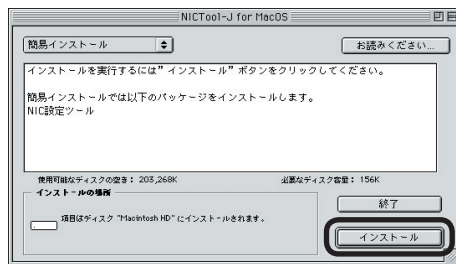 NICTool-J for MacOS
簡易インストール
お読みください...
インストールを実行するには”インストール”ボタンをクリックしてください。
簡易インストールでは以下のパッケージをインストールします。
NIC設定ツール
使用可能なディスクの空き： 203,268K
必要なディスク容量： 156K
インストールの場所
項目はディスク “Macintosh HD” にインストールされます。
終了
インストール